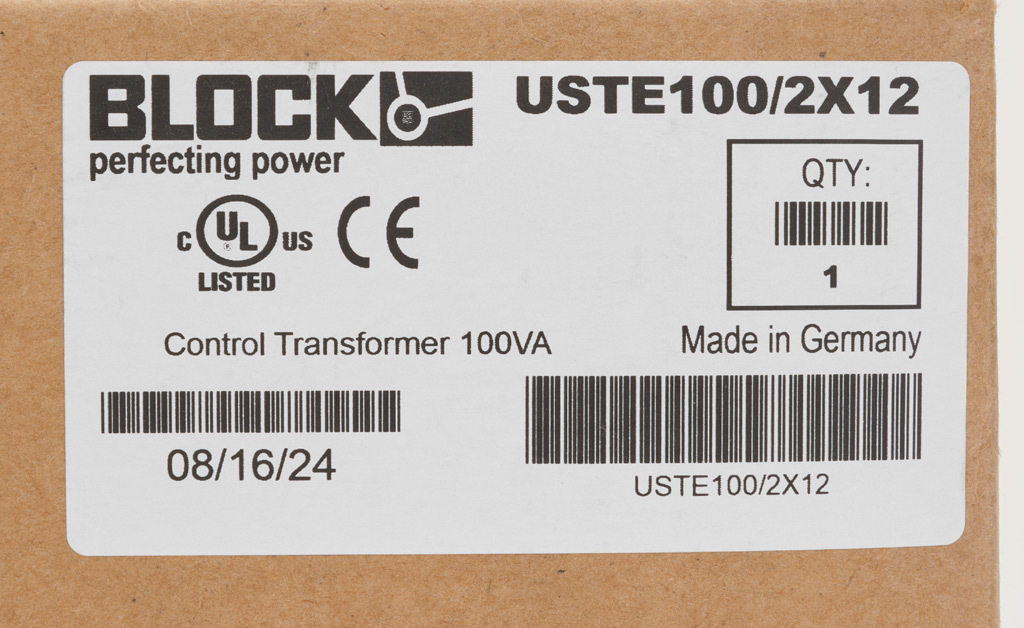 BLOCK
perfecting power
USTE100/2X12
QTY:
1
C UL US
LISTED
CE
Control Transformer 100VA
Made in Germany
08/16/24
USTE100/2X12